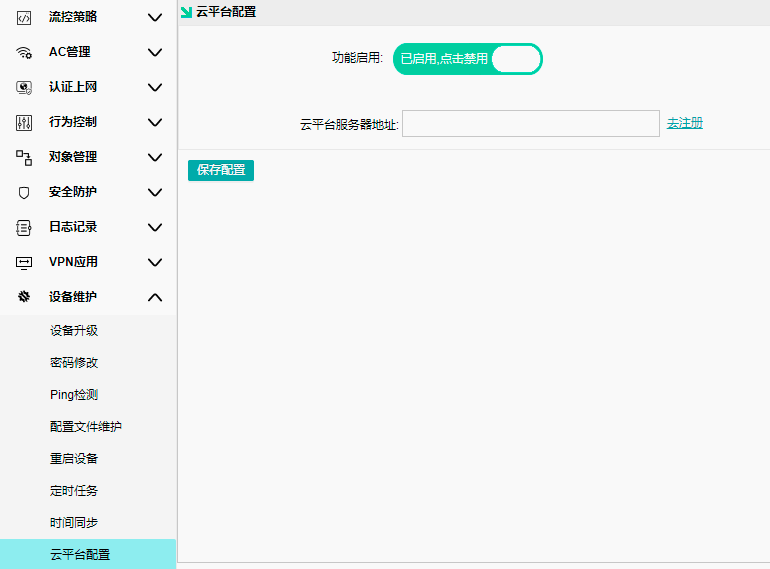 流控策略
AC管理
认证上网
行为控制
对象管理
安全防护
日志记录
VPN应用
设备维护
设备升级
密码修改
Ping检测
配置文件维护
重启设备
定时任务
时间同步
云平台配置
云平台配置
功能启用: 已启用,点击禁用
云平台服务器地址: 去注册
保存配置